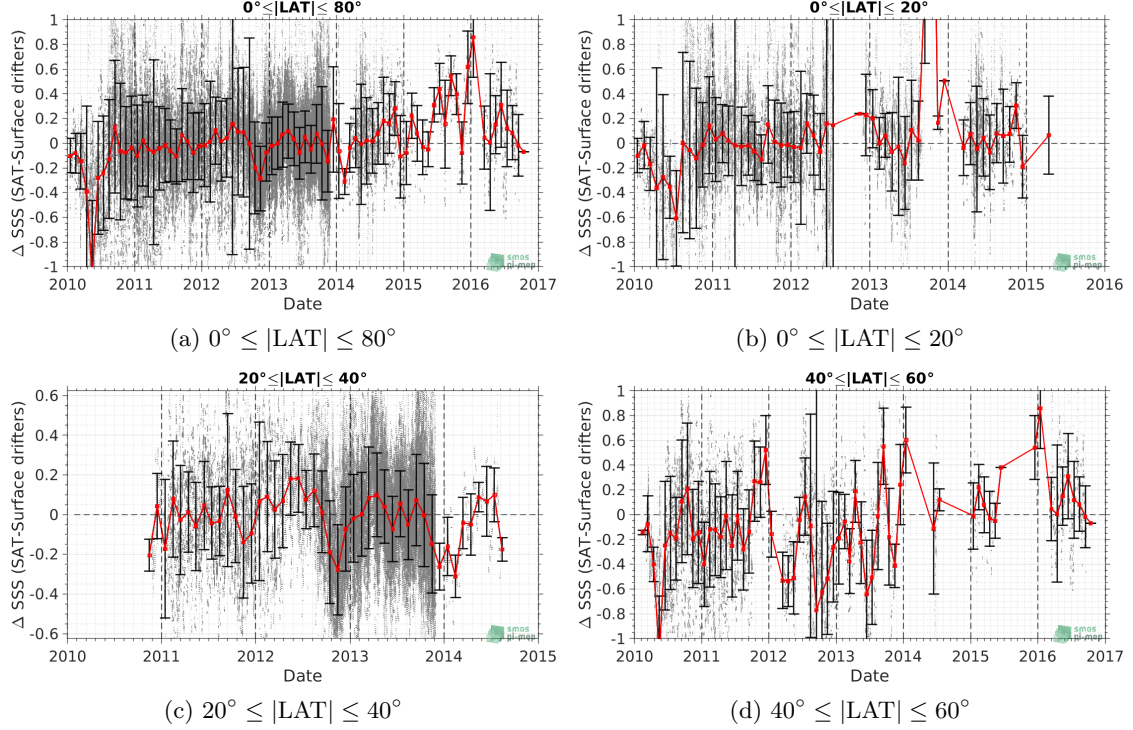 0°≤|LAT|≤ 80°
Δ SSS (SAT-Surface drifters)
1
0.8
0.6
0.4
0.2
0
-0.2
-0.4
-0.6
-0.8
-1
2010 2011 2012 2013 2014 2015 2016 2017
Date
smos
pi-mep
(a) 0° ≤ |LAT| ≤ 80°
0°≤|LAT|≤ 20°
Δ SSS (SAT-Surface drifters)
1
0.8
0.6
0.4
0.2
0
-0.2
-0.4
-0.6
-0.8
-1
2010 2011 2012 2013 2014 2015 2016
Date
smos
pi-mep
(b) 0° ≤ |LAT| ≤ 20°
20°≤|LAT|≤ 40°
Δ SSS (SAT-Surface drifters)
0.6
0.4
0.2
0
-0.2
-0.4
-0.6
2010 2011 2012 2013 2014 2015
Date
smos
pi-mep
(c) 20° ≤ |LAT| ≤ 40°
40°≤|LAT|≤ 60°
Δ SSS (SAT-Surface drifters)
1
0.8
0.6
0.4
0.2
0
-0.2
-0.4
-0.6
-0.8
-1
2010 2011 2012 2013 2014 2015 2016 2017
Date
smos
pi-mep
(d) 40° ≤ |LAT| ≤ 60°